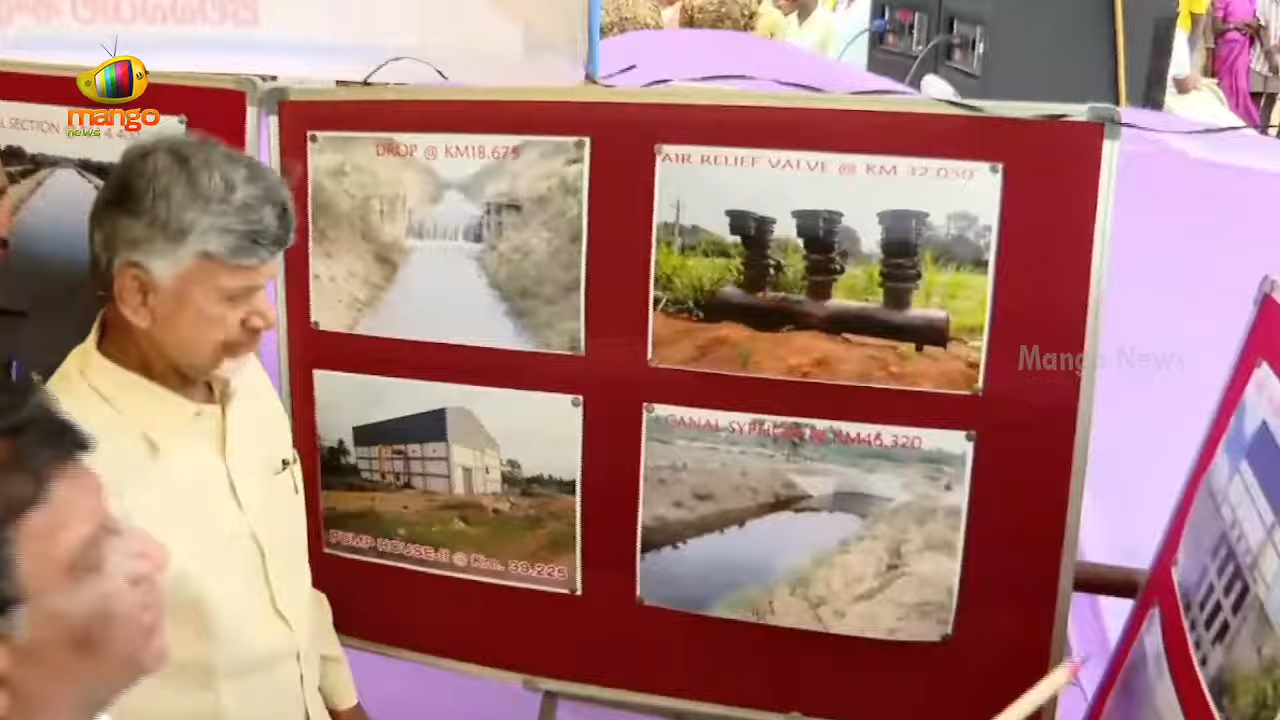 mango
news
L SECTION
DROP @ KM18.675
AIR RELIEF VALVE @ KM 32.050
Mango News
PUMP HOUSE-II @ Km. 39.225
CANAL SYPHON @ KM46.320